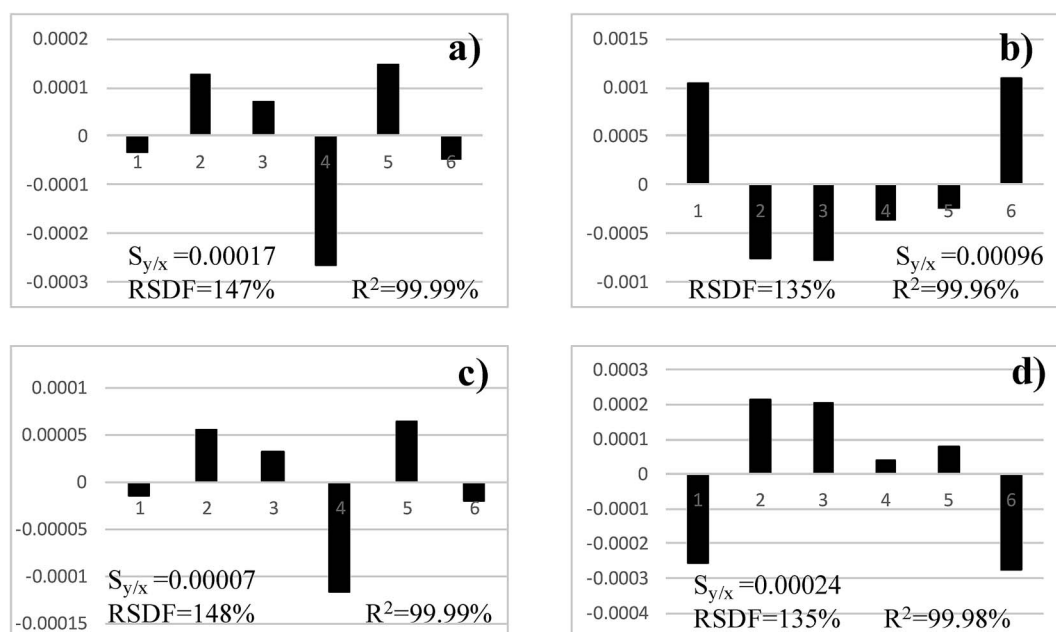 a)
0.0002
0.0001
0
-0.0001
-0.0002
-0.0003
1 2 3 4 5 6
S_y/x =0.00017
RSDF=147% R²=99.99%
b)
0.0015
0.001
0.0005
0
-0.0005
-0.001
1 2 3 4 5 6
S_y/x =0.00096
RSDF=135% R²=99.96%
c)
0.0001
0.00005
0
-0.00005
-0.0001
-0.00015
1 2 3 4 5 6
S_y/x =0.00007
RSDF=148% R²=99.99%
d)
0.0003
0.0002
0.0001
0
-0.0001
-0.0002
-0.0003
-0.0004
1 2 3 4 5 6
S_y/x =0.00024
RSDF=135% R²=99.98%